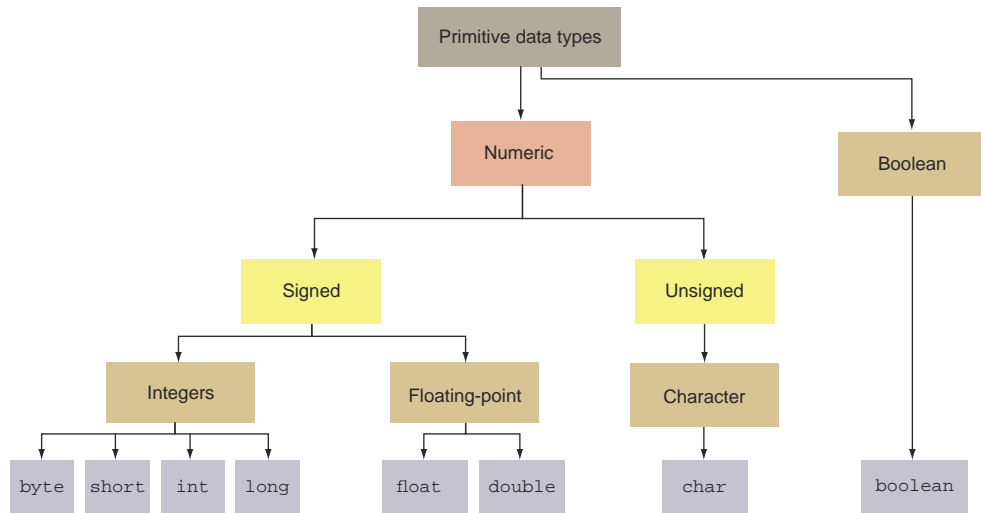 Primitive data types
Numeric
Boolean
Signed
Unsigned
Integers
Floating-point
Character
byte
short
int
long
float
double
char
boolean